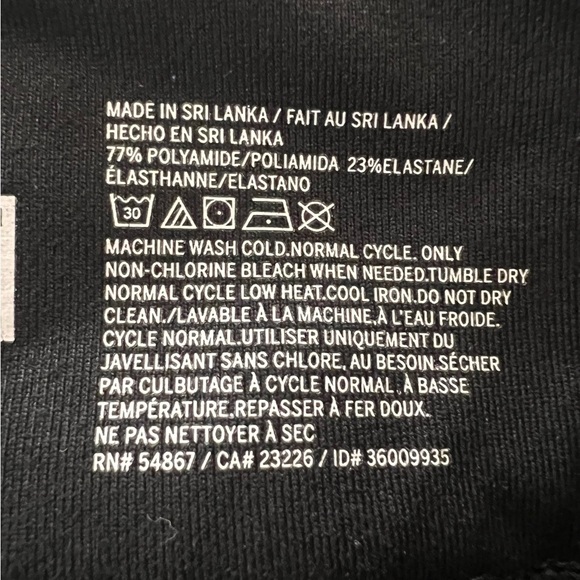 MADE IN SRI LANKA / FAIT AU SRI LANKA /
HECHO EN SRI LANKA
77% POLYAMIDE/POLIAMIDA 23%ELASTANE/
ÉLASTHANNE/ELASTANO
30
MACHINE WASH COLD.NORMAL CYCLE. ONLY
NON-CHLORINE BLEACH WHEN NEEDED.TUMBLE DRY
NORMAL CYCLE LOW HEAT.COOL IRON.DO NOT DRY
CLEAN./LAVABLE À LA MACHINE,À L'EAU FROIDE.
CYCLE NORMAL.UTILISER UNIQUEMENT DU
JAVELLISANT SANS CHLORE, AU BESOIN.SÉCHER
PAR CULBUTAGE À CYCLE NORMAL ,À BASSE
TEMPÉRATURE.REPASSER À FER DOUX.
NE PAS NETTOYER À SEC
RN# 54867 / CA# 23226 / ID# 36009935